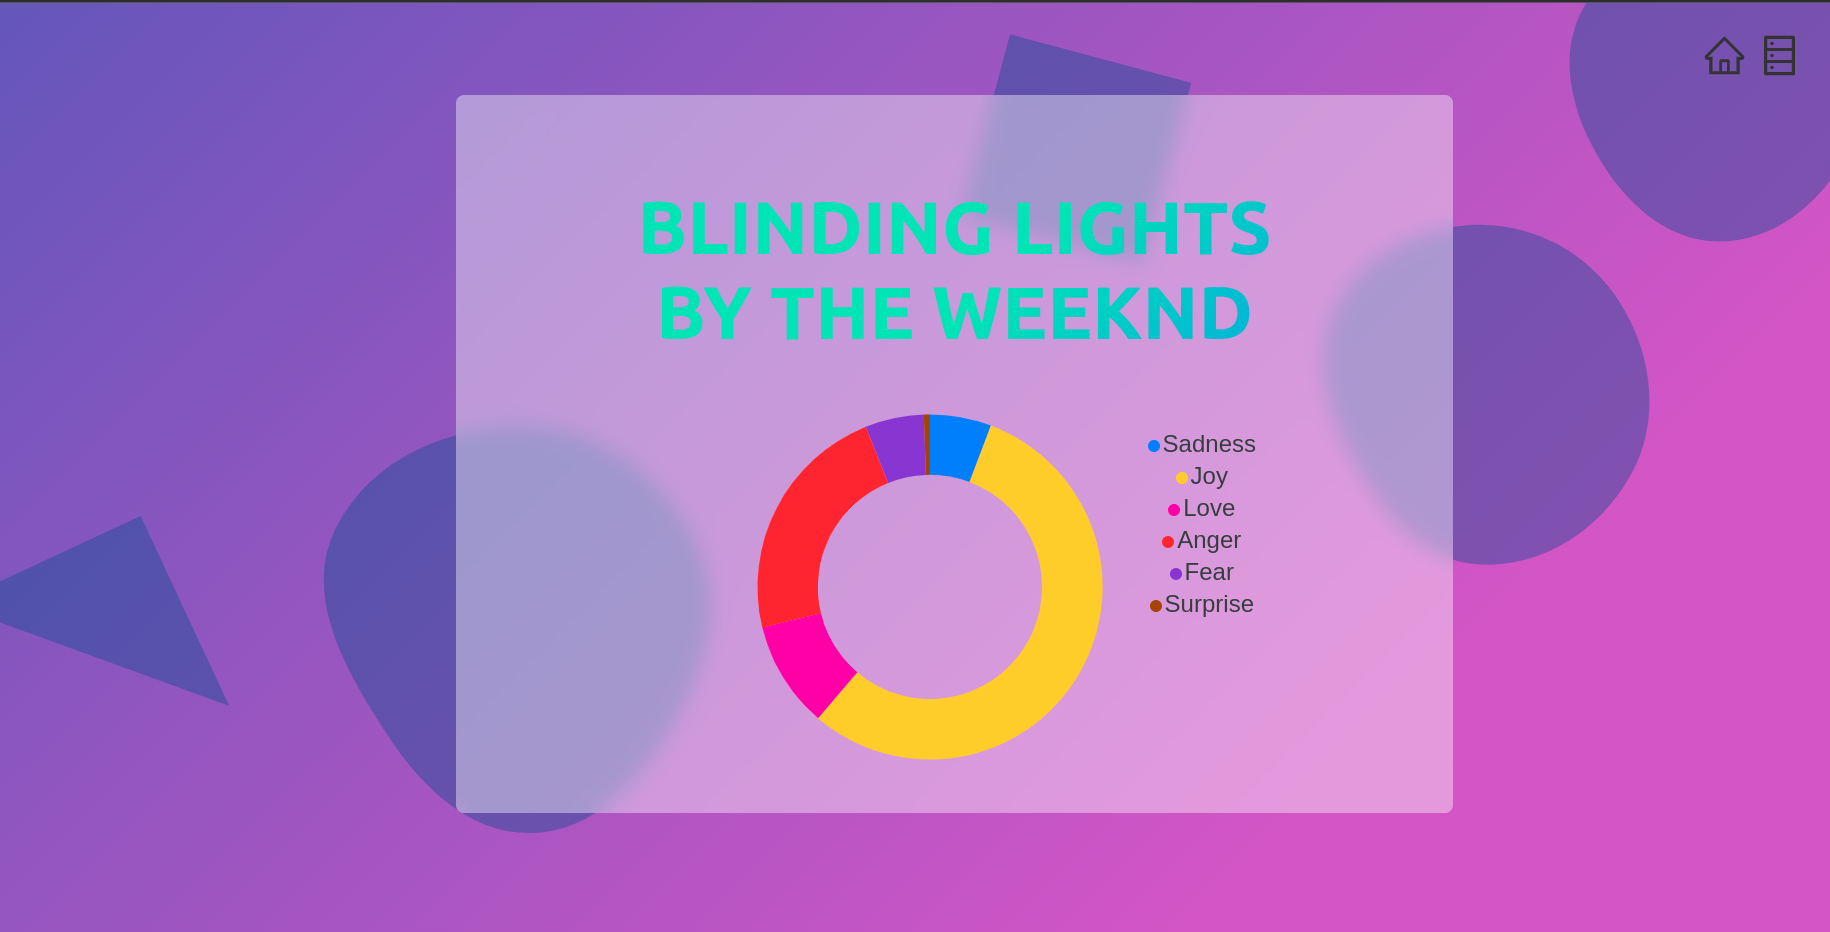 BLINDING LIGHTS
BY THE WEEKND
Sadness
Joy
Love
Anger
Fear
Surprise